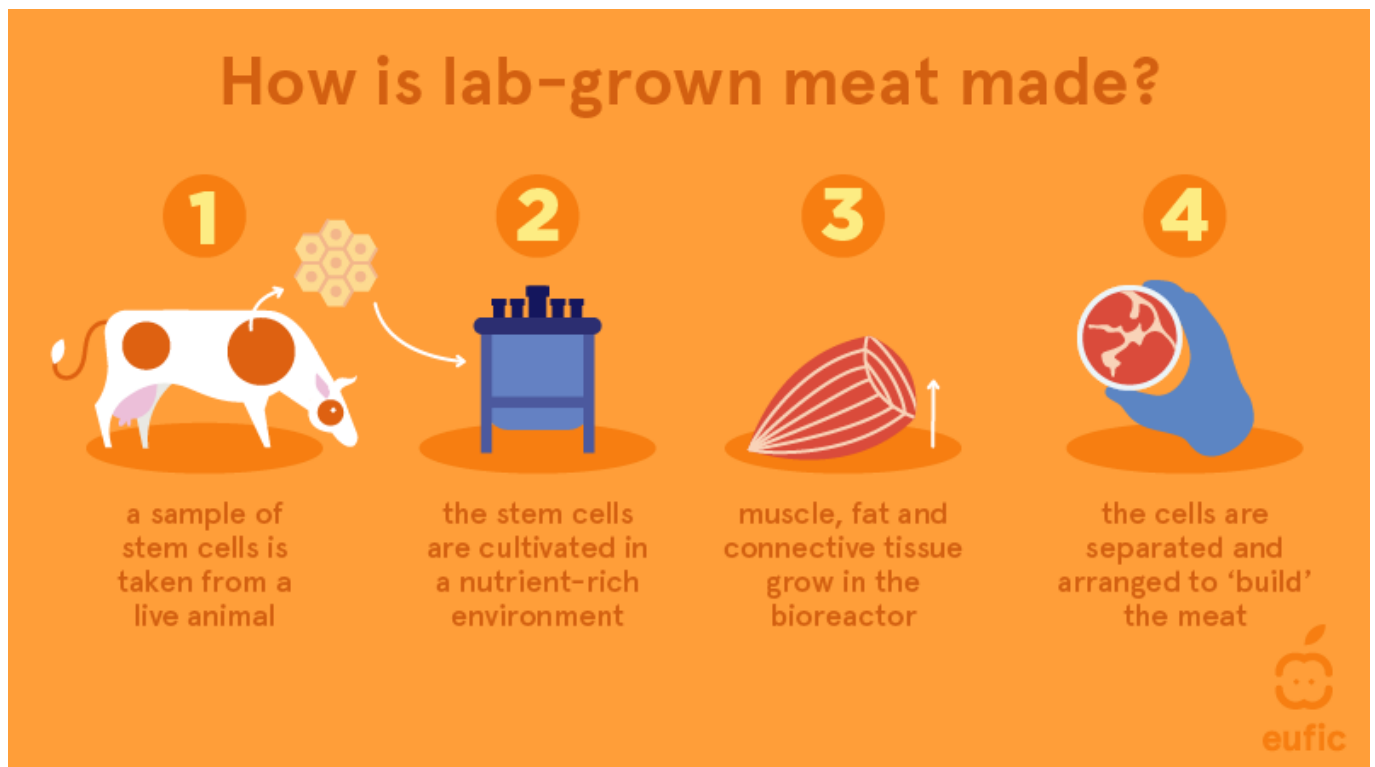 How is lab-grown meat made?
1
a sample of
stem cells is
taken from a
live animal
2
the stem cells
are cultivated in
a nutrient-rich
environment
3
muscle, fat and
connective tissue
grow in the
bioreactor
4
the cells are
separated and
arranged to ‘build’
the meat
eufic